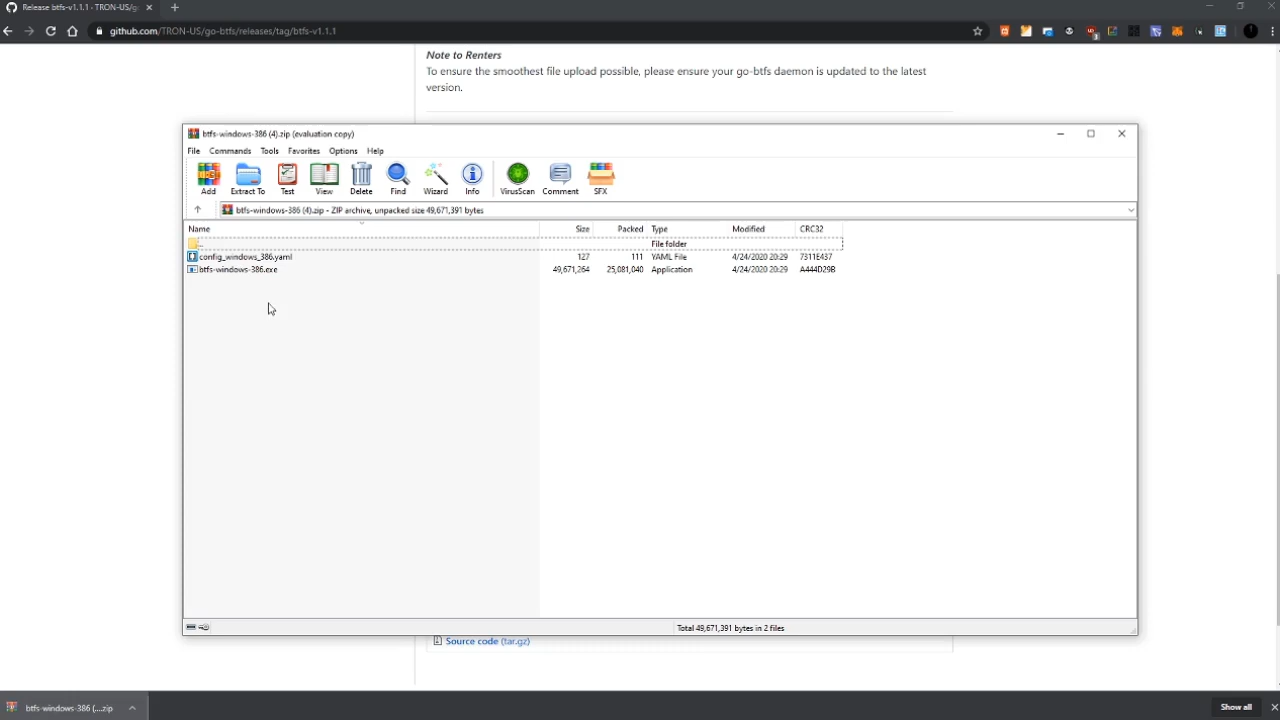 Release btfs-v1.1.1 · TRON-US/g
github.com/TRON-US/go-btfs/releases/tag/btfs-v1.1.1
Note to Renters
To ensure the smoothest file upload possible, please ensure your go-btfs daemon is updated to the latest
version.
btfs-windows-386 (4).zip (evaluation copy)
File Commands Tools Favorites Options Help
Add Extract To Test View Delete Find Wizard Info VirusScan Comment SFX
btfs-windows-386 (4).zip - ZIP archive, unpacked size 49,671,391 bytes
Name Size Packed Type Modified CRC32
.. File folder
config_windows_386.yaml 127 111 YAML File 4/24/2020 20:29 7311E437
btfs-windows-386.exe 49,671,264 25,081,040 Application 4/24/2020 20:29 A444D29B
Total 49,671,391 bytes in 2 files
Source code (tar.gz)
btfs-windows-386 (....zip
Show all